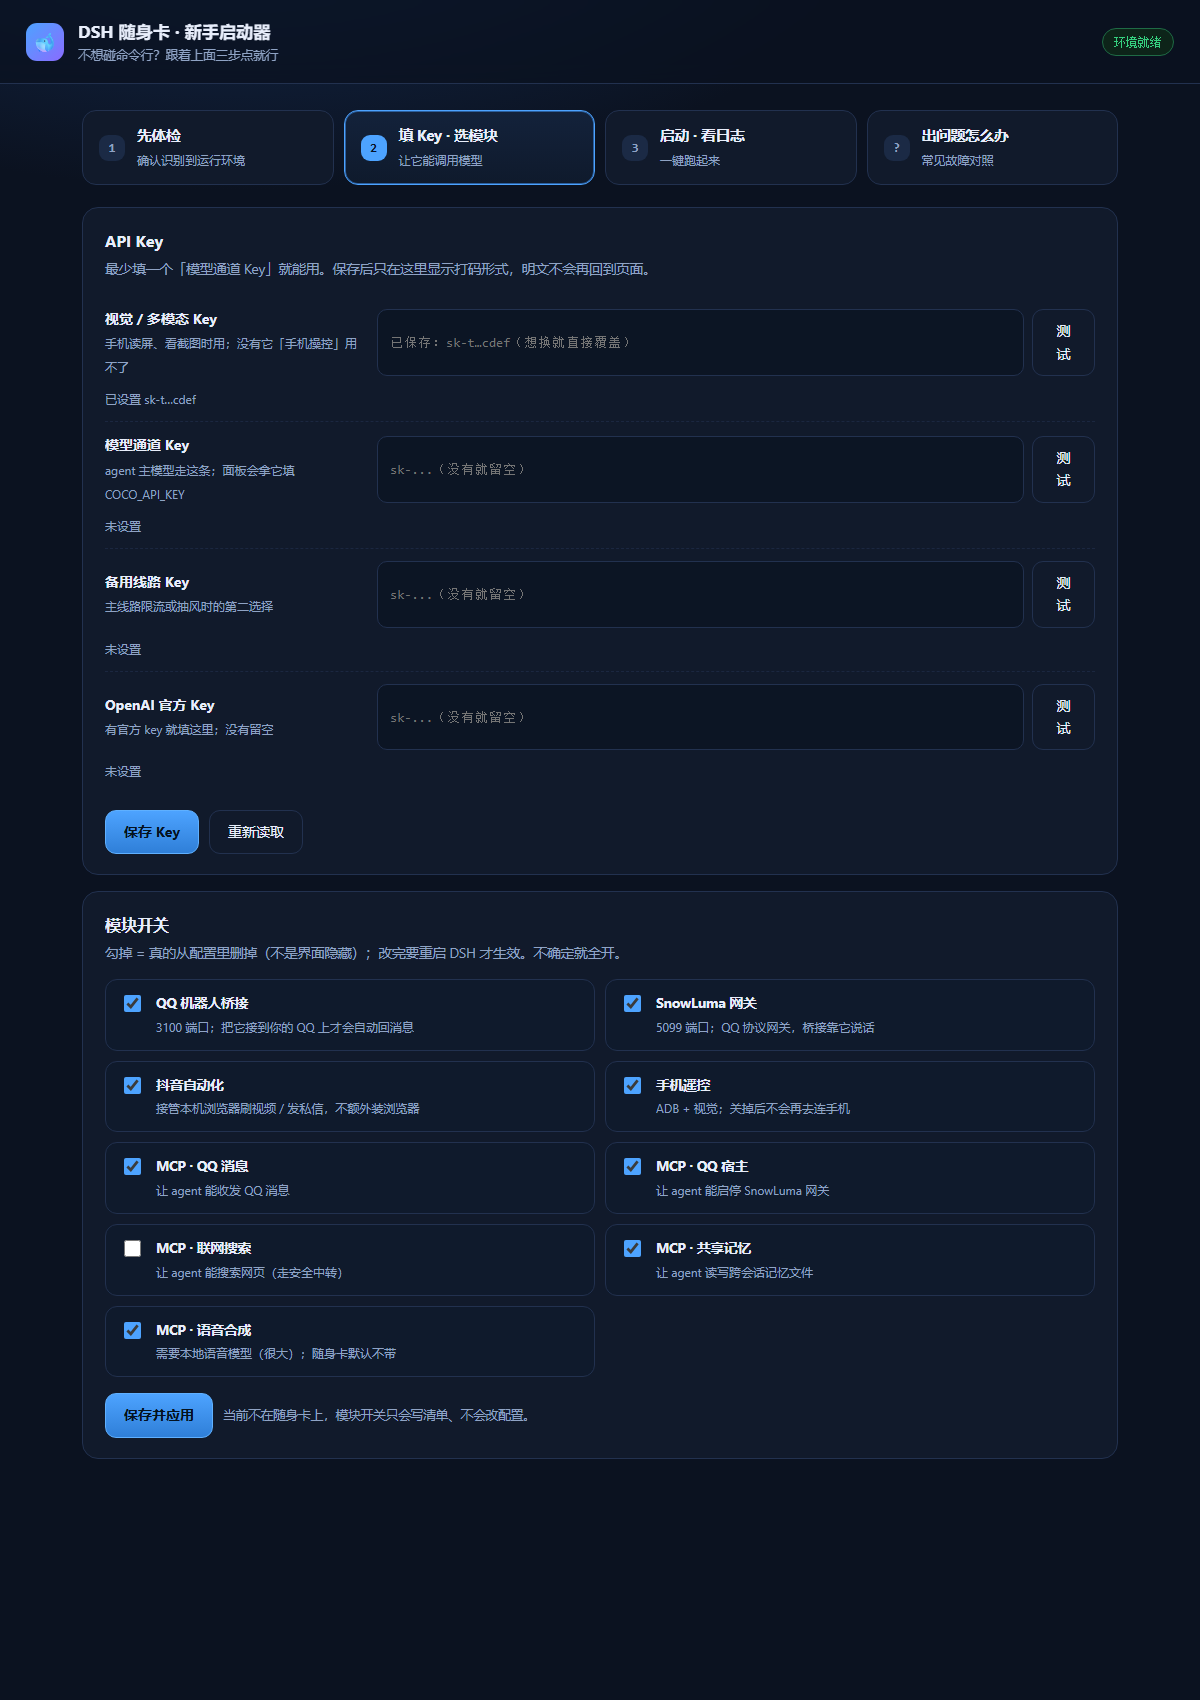 DSH 随身卡 · 新手启动器
不想碰命令行？跟着上面三步点就行
环境就绪
1
先体检
确认识别到运行环境
2
填 Key · 选模块
让它能调用模型
3
启动 · 看日志
一键跑起来
?
出问题怎么办
常见故障对照
API Key
最少填一个「模型通道 Key」就能用。保存后只在这里显示打码形式，明文不会再回到页面。
视觉 / 多模态 Key
手机读屏、看截图时用；没有它「手机操控」用
不了
已设置 sk-t…cdef
已保存：sk-t…cdef（想换就直接覆盖）
测
试
模型通道 Key
agent 主模型走这条；面板会拿它填
COCO_API_KEY
未设置
sk-...（没有就留空）
测
试
备用线路 Key
主线路限流或抽风时的第二选择
未设置
sk-...（没有就留空）
测
试
OpenAI 官方 Key
有官方 key 就填这里；没有留空
未设置
sk-...（没有就留空）
测
试
保存 Key
重新读取
模块开关
勾掉 = 真的从配置里删掉（不是界面隐藏）；改完要重启 DSH 才生效。不确定就全开。
QQ 机器人桥接
3100 端口；把它接到你的 QQ 上才会自动回消息
SnowLuma 网关
5099 端口；QQ 协议网关，桥接靠它说话
抖音自动化
接管本机浏览器刷视频 / 发私信，不额外装浏览器
手机遥控
ADB + 视觉；关掉后不会再去连手机
MCP · QQ 消息
让 agent 能收发 QQ 消息
MCP · QQ 宿主
让 agent 能启停 SnowLuma 网关
MCP · 联网搜索
让 agent 能搜索网页（走安全中转）
MCP · 共享记忆
让 agent 读写跨会话记忆文件
MCP · 语音合成
需要本地语音模型（很大）；随身卡默认不带
保存并应用
当前不在随身卡上，模块开关只会写清单、不会改配置。